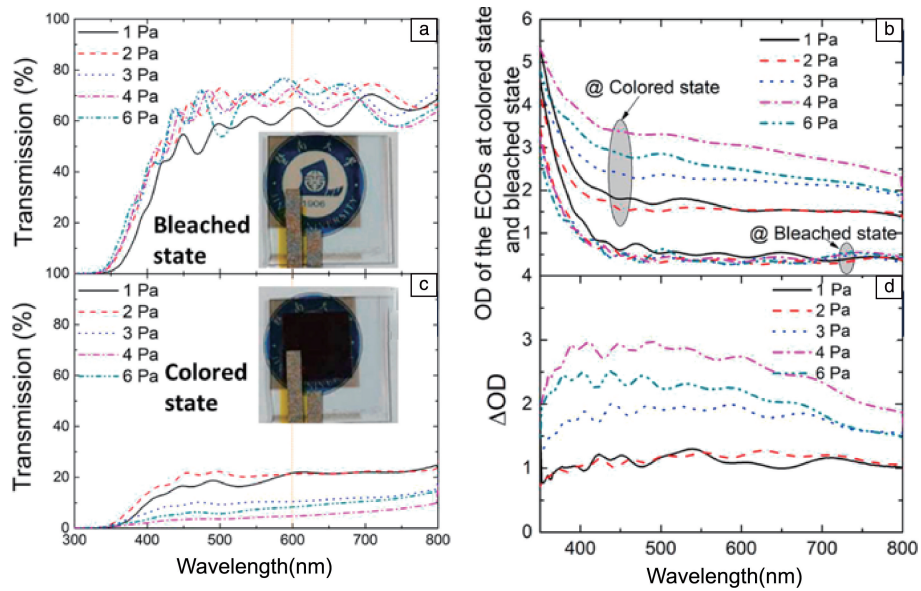 a
100
80
60
40
20
Transmission (%)
1 Pa
2 Pa
3 Pa
4 Pa
6 Pa
Bleached
state
1906
c
100
80
60
40
20
0
Transmission (%)
1 Pa
2 Pa
3 Pa
4 Pa
6 Pa
Colored
state
300 400 500 600 700 800
Wavelength(nm)
b
6
5
4
3
2
1
OD of the ECDs at colored state
and bleached state
1 Pa
2 Pa
3 Pa
4 Pa
6 Pa
@ Colored state
@ Bleached state
d
4
3
2
1
0
ΔOD
1 Pa
2 Pa
3 Pa
4 Pa
6 Pa
400 500 600 700 800
Wavelength(nm)